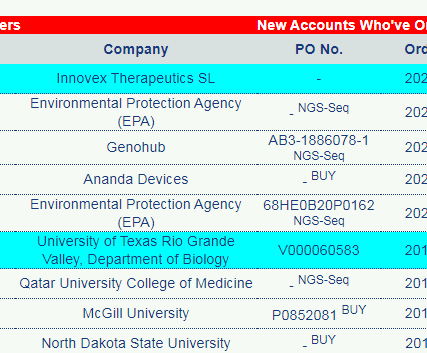 ers New Accounts Who've O
Company PO No. Ord
Innovex Therapeutics SL - 202
Environmental Protection Agency (EPA) - NGS-Seq 202
Genohub AB3-1886078-1 NGS-Seq 202
Ananda Devices - BUY 202
Environmental Protection Agency (EPA) 68HE0B20P0162 NGS-Seq 202
University of Texas Rio Grande Valley, Department of Biology V000060583 201
Qatar University College of Medicine - NGS-Seq 201
McGill University P0852081 BUY 201
North Dakota State University - BUY 201